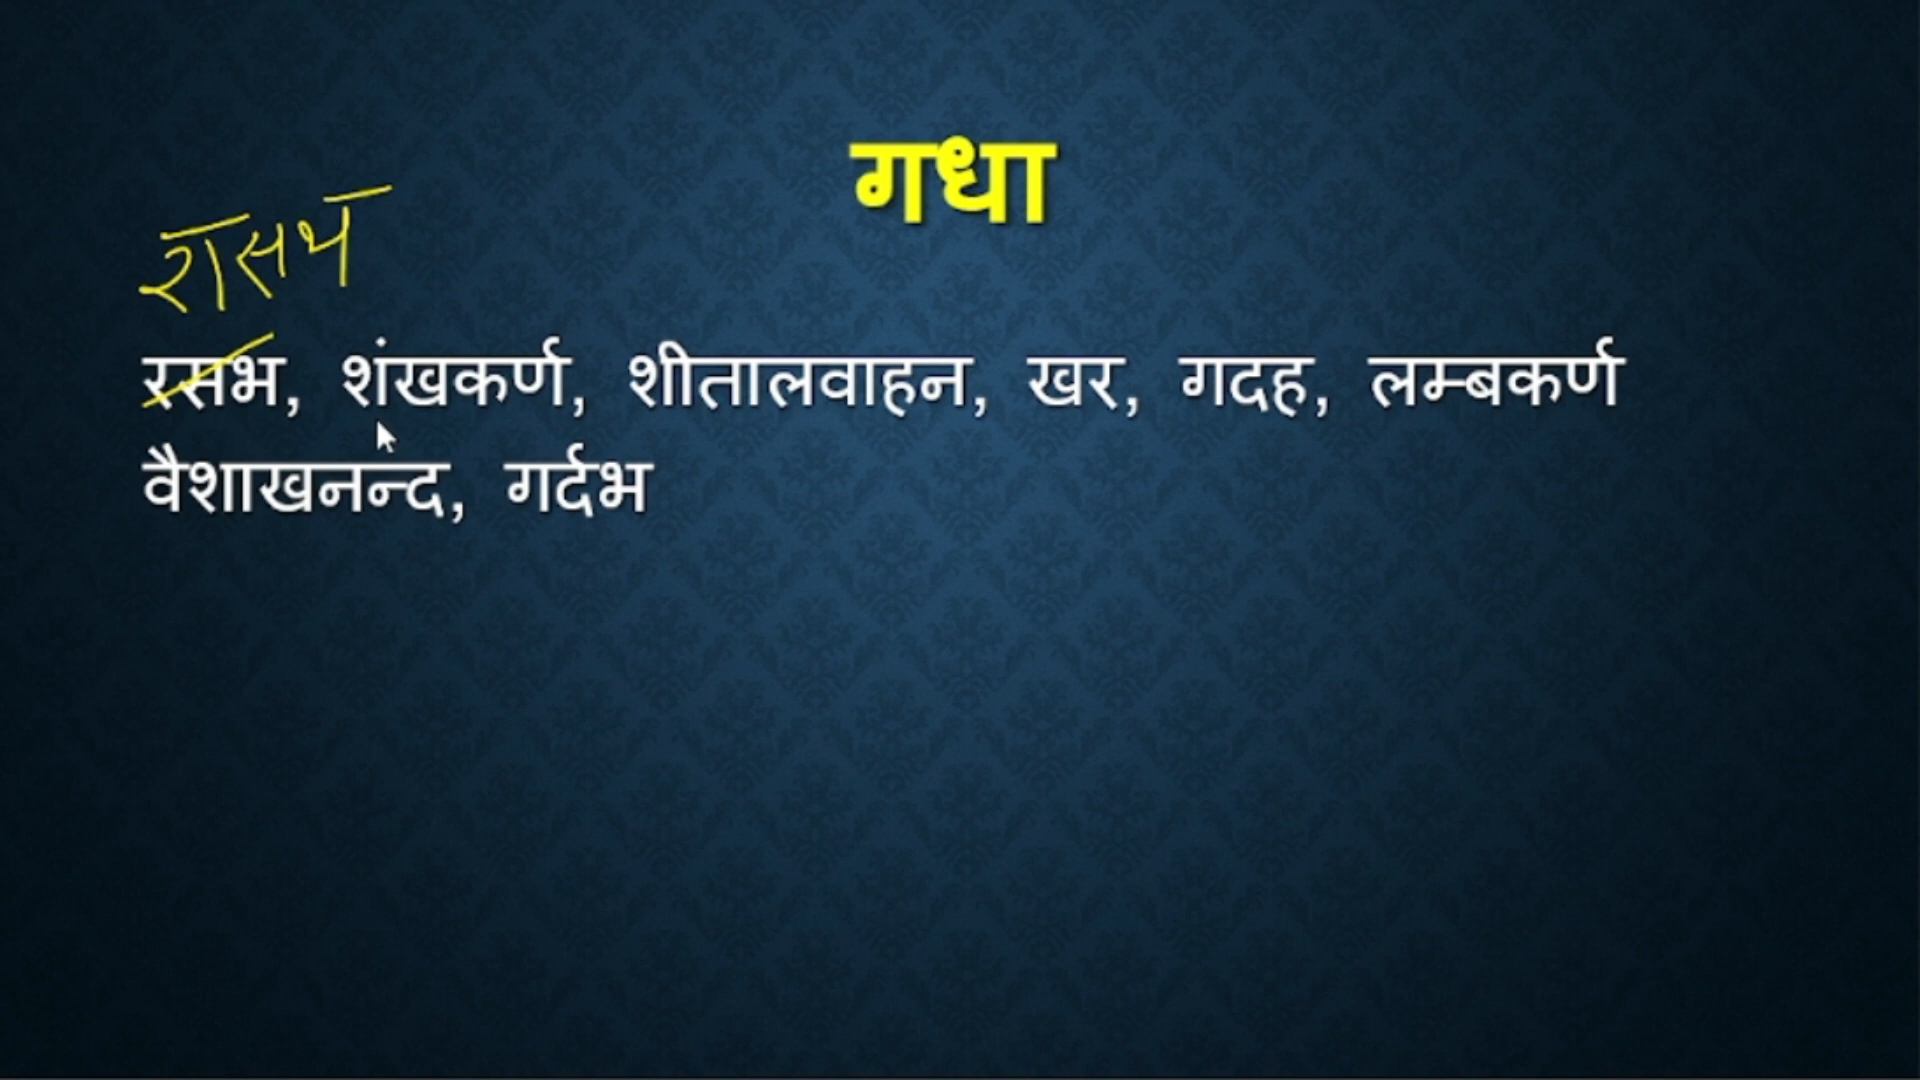 गधा
रासभ
रसभ, शंखकर्ण, शीतालवाहन, खर, गदह, लम्बकर्ण
वैशाखनन्द, गर्दभ